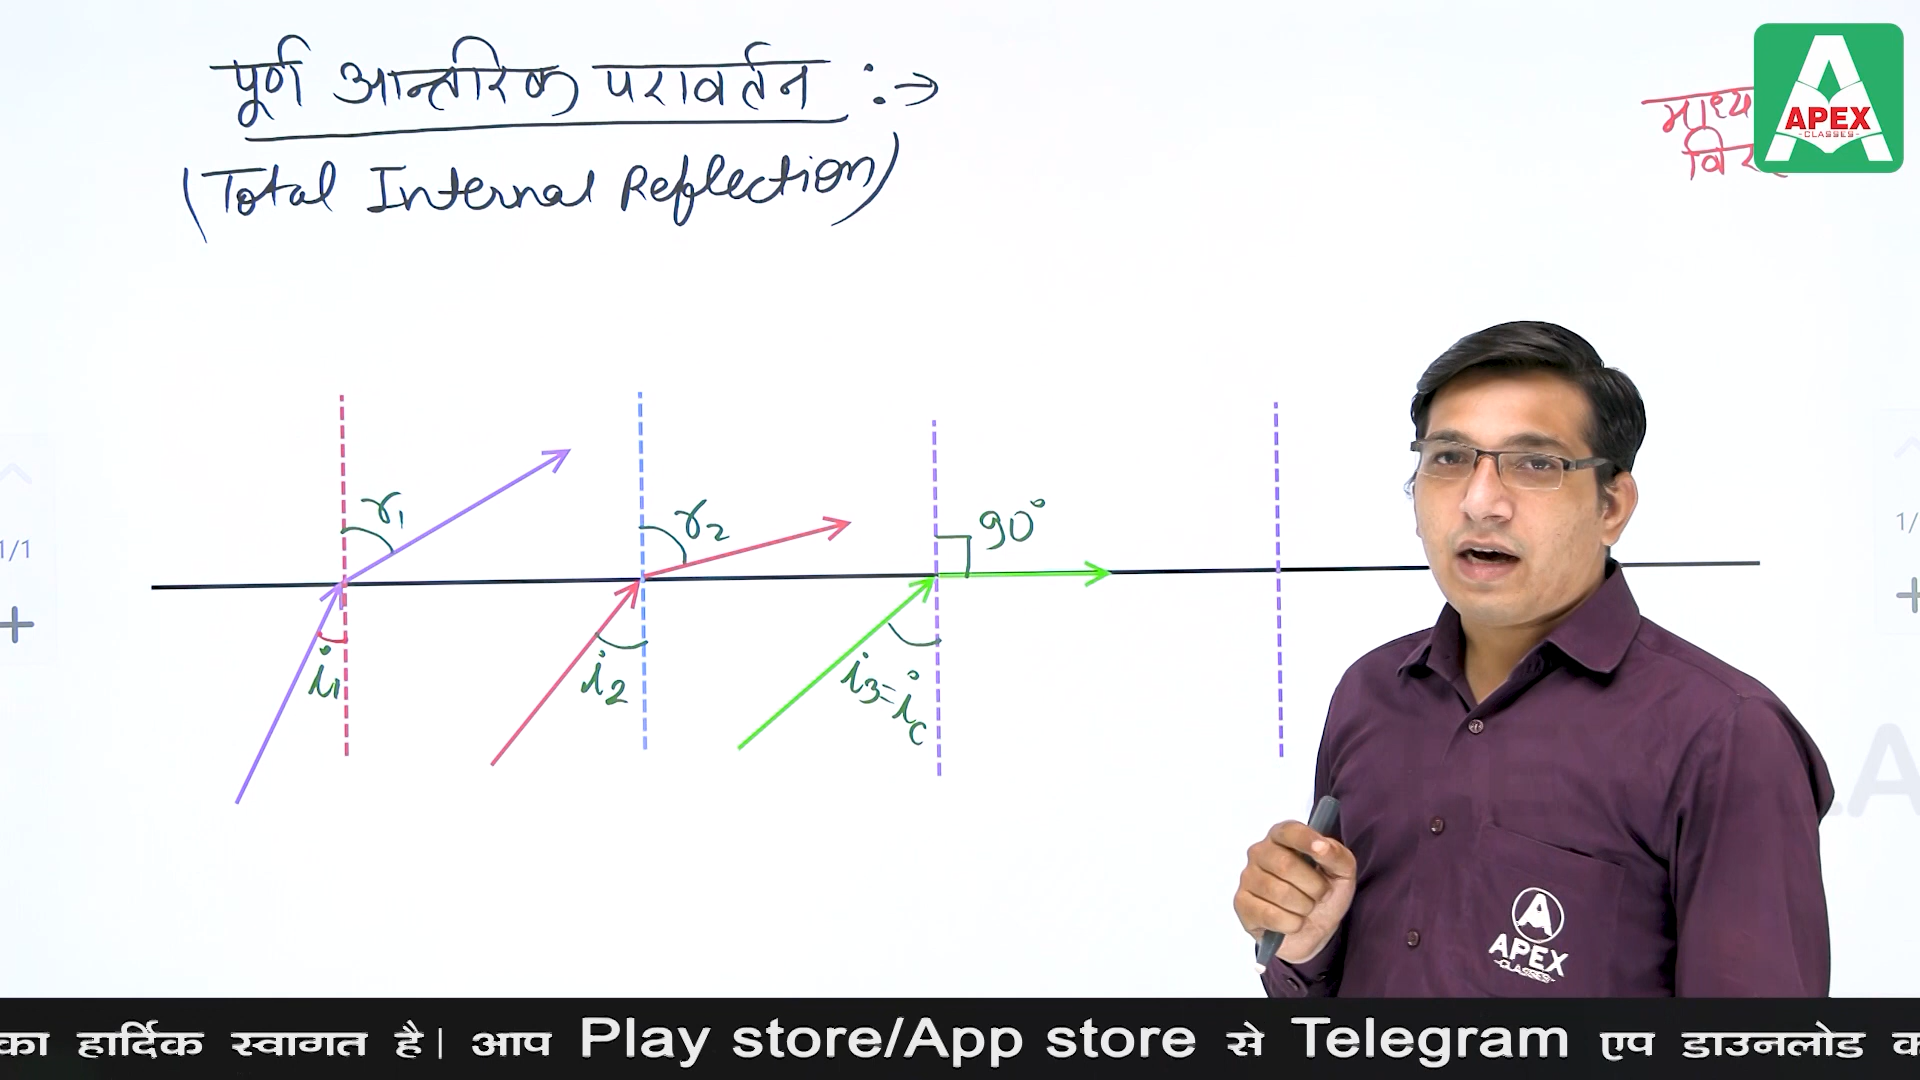 पूर्ण आन्तरिक परावर्तन :→
(Total Internal Reflection)
APEX
CLASSES
r1
r2
90°
i1
i2
i3=ic
1/1
+
1/
+
A
APEX
CLASSES
का हार्दिक स्वागत है। आप Play store/App store से Telegram एप डाउनलोड